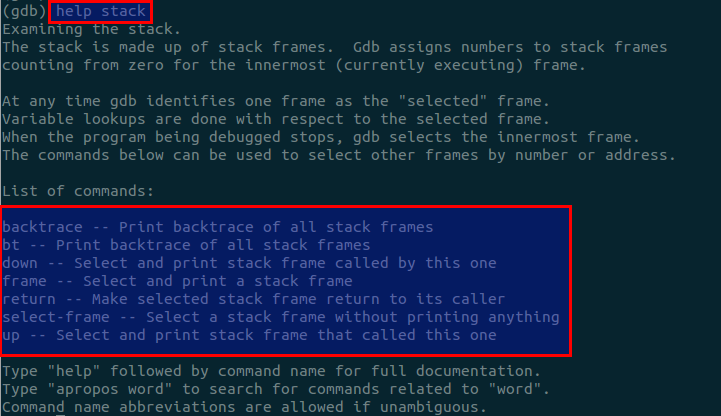 (gdb) help stack
Examining the stack.
The stack is made up of stack frames.  Gdb assigns numbers to stack frames
counting from zero for the innermost (currently executing) frame.

At any time gdb identifies one frame as the "selected" frame.
Variable lookups are done with respect to the selected frame.
When the program being debugged stops, gdb selects the innermost frame.
The commands below can be used to select other frames by number or address.

List of commands:

backtrace -- Print backtrace of all stack frames
bt -- Print backtrace of all stack frames
down -- Select and print stack frame called by this one
frame -- Select and print a stack frame
return -- Make selected stack frame return to its caller
select-frame -- Select a stack frame without printing anything
up -- Select and print stack frame that called this one

Type "help" followed by command name for full documentation.
Type "apropos word" to search for commands related to "word".
Command name abbreviations are allowed if unambiguous.